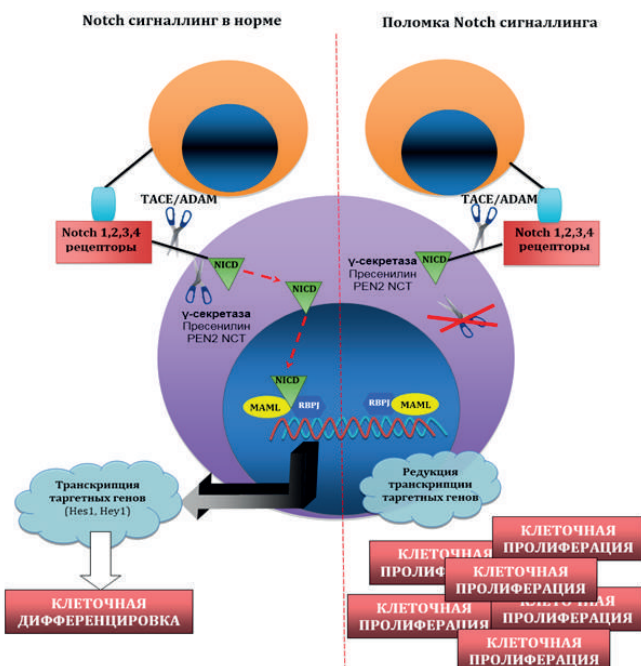 Notch сигналлинг в норме
Поломка Notch сигналлинга
TACE/ADAM
Notch 1,2,3,4
рецепторы
NICD
γ-секретаза
Пресенилин
PEN2 NCT
NICD
NICD
MAML
RBPJ
Транскрипция
таргетных генов
(Hes1, Hey1)
КЛЕТОЧНАЯ
ДИФФЕРЕНЦИРОВКА
TACE/ADAM
Notch 1,2,3,4
рецепторы
γ-секретаза
Пресенилин
PEN2 NCT
NICD
RBPJ
MAML
Редукция
транскрипции
таргетных генов
КЛЕТОЧНАЯ
ПРОЛИФЕРАЦИЯ
КЛЕТОЧНАЯ
ПРОЛИФ
КЛЕТОЧНАЯ
ПРОЛИФЕРАЦИЯ
КЛЕТОЧНАЯ
ПРОЛИФЕРАЦИЯ
КЛЕТОЧНАЯ
ПРОЛИФЕРАЦИЯ
КЛЕТОЧНАЯ
ПРОЛИФЕРАЦИЯ